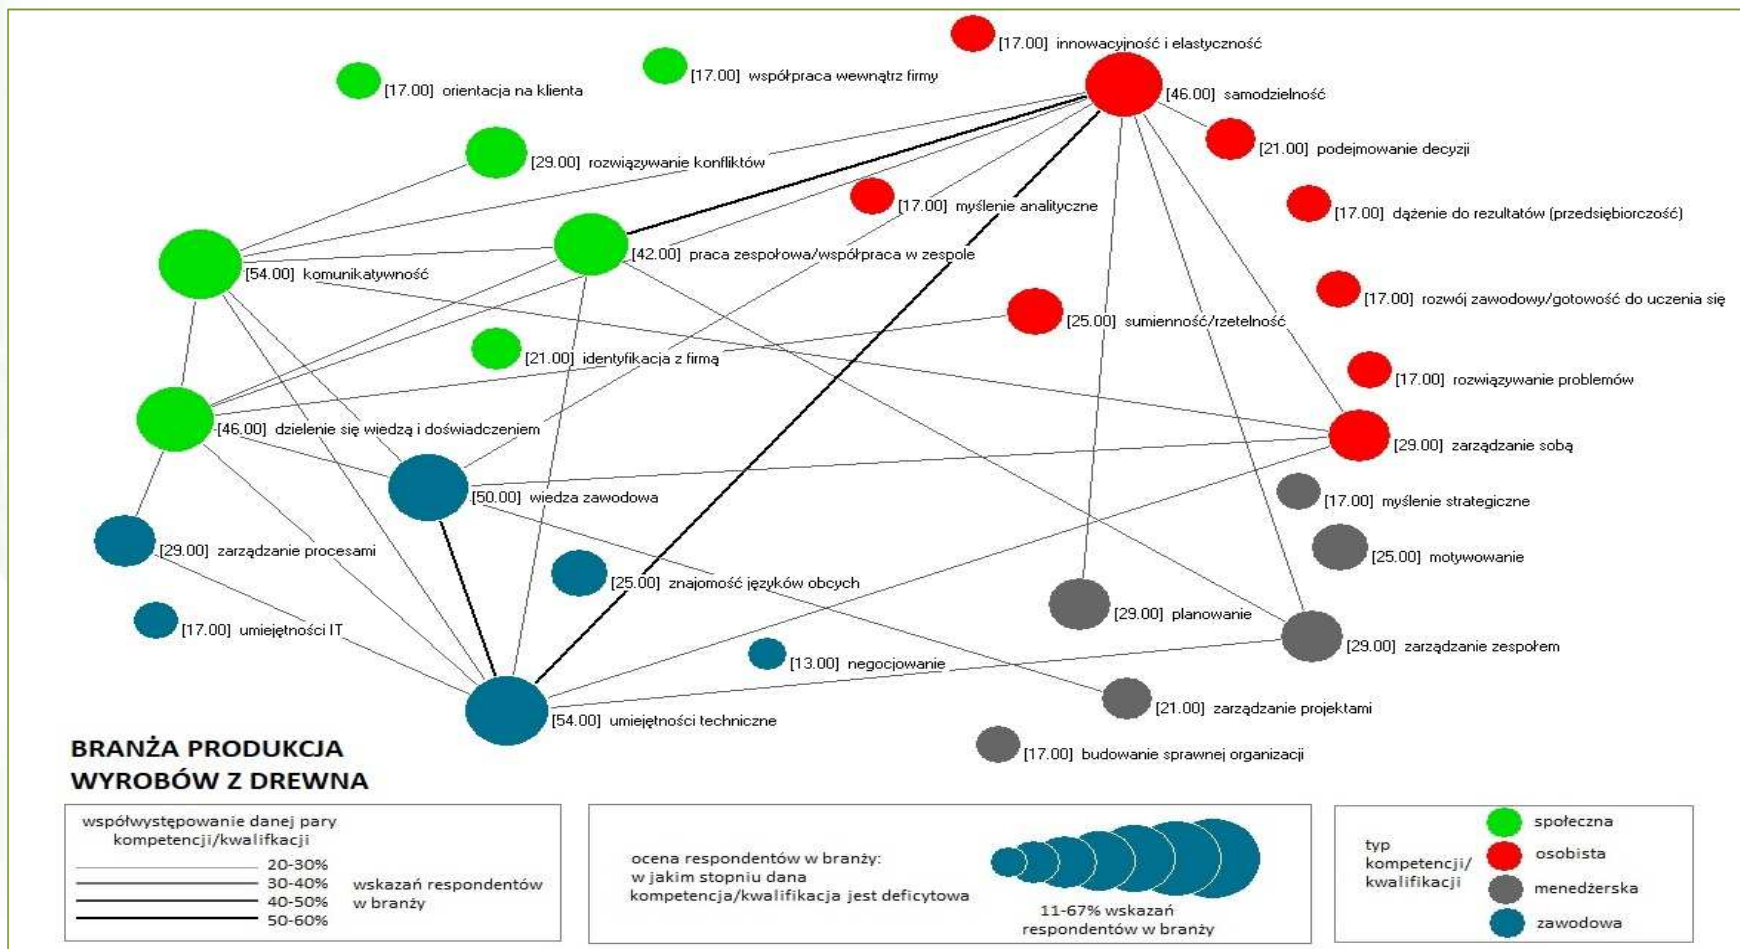 [17.00] innowacyjność i elastyczność
[17.00] orientacja na klienta
[17.00] współpraca wewnątrz firmy
[46.00] samodzielność
[29.00] rozwiązywanie konfliktów
[21.00] podejmowanie decyzji
[17.00] myślenie analityczne
[17.00] dążenie do rezultatów (przedsiębiorczość)
[54.00] komunikatywność
[42.00] praca zespołowa/współpraca w zespole
[17.00] rozwój zawodowy/gotowość do uczenia się
[25.00] sumienność/rzetelność
[21.00] identyfikacja z firmą
[17.00] rozwiązywanie problemów
[46.00] dzielenie się wiedzą i doświadczeniem
[29.00] zarządzanie sobą
[50.00] wiedza zawodowa
[17.00] myślenie strategiczne
[29.00] zarządzanie procesami
[25.00] motywowanie
[25.00] znajomość języków obcych
[17.00] umiejętności IT
[29.00] planowanie
[29.00] zarządzanie zespołem
[13.00] negocjowanie
[54.00] umiejętności techniczne
[21.00] zarządzanie projektami
[17.00] budowanie sprawnej organizacji
BRANŻA PRODUKCJA
WYROBÓW Z DREWNA
współwystępowanie danej pary
kompetencji/kwalifkacji
20-30%
30-40%
40-50%
50-60%
wskazań respondentów
w branży
ocena respondentów w branży:
w jakim stopniu dana
kompetencja/kwalifikacja jest deficytowa
11-67% wskazań
respondentów w branży
typ
kompetencji/
kwalifikacji
społeczna
osobista
menedżerska
zawodowa